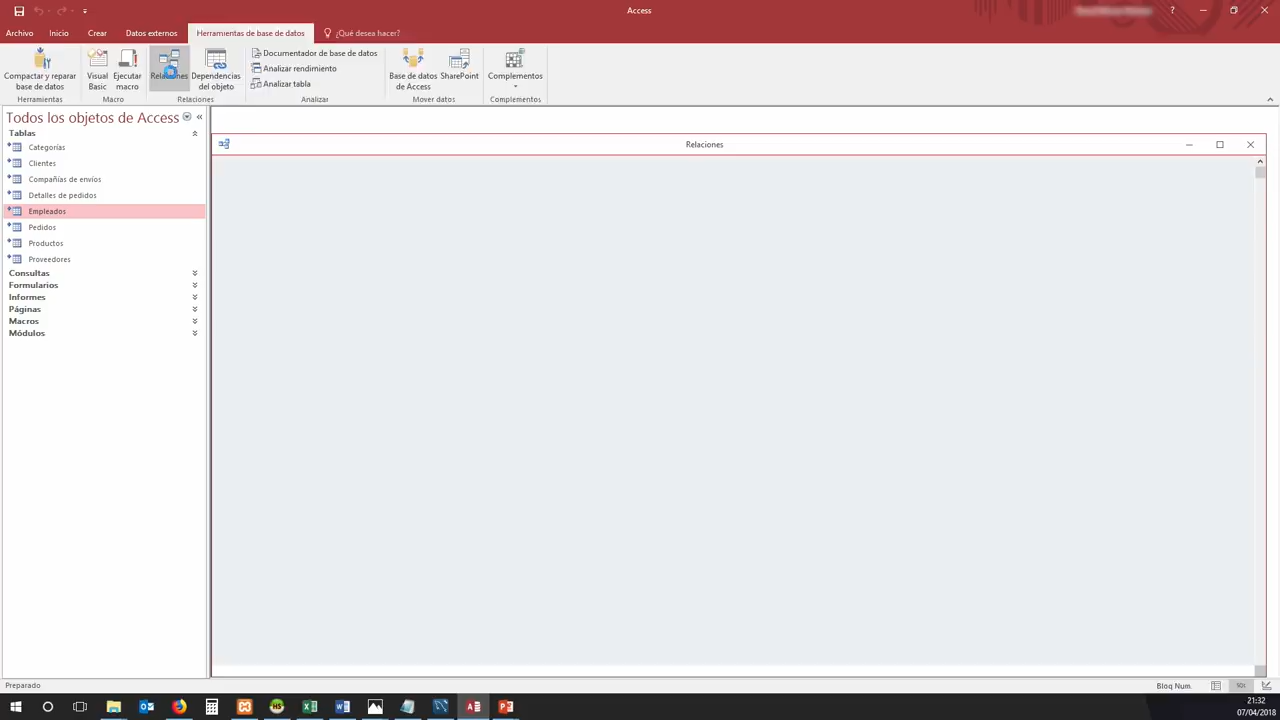 Access
?
Archivo Inicio Crear Datos externos Herramientas de base de datos ¿Qué desea hacer?
Compactar y reparar base de datos
Visual Basic
Ejecutar macro
Relaciones
Dependencias del objeto
Documentador de base de datos
Analizar rendimiento
Analizar tabla
Base de datos de Access
SharePoint
Complementos
Herramientas Macro Relaciones Analizar Mover datos Complementos
Todos los objetos de Access
Tablas
Categorías
Clientes
Compañías de envíos
Detalles de pedidos
Empleados
Pedidos
Productos
Proveedores
Consultas
Formularios
Informes
Páginas
Macros
Módulos
Relaciones
Preparado
Bloq Num
21:32
07/04/2018